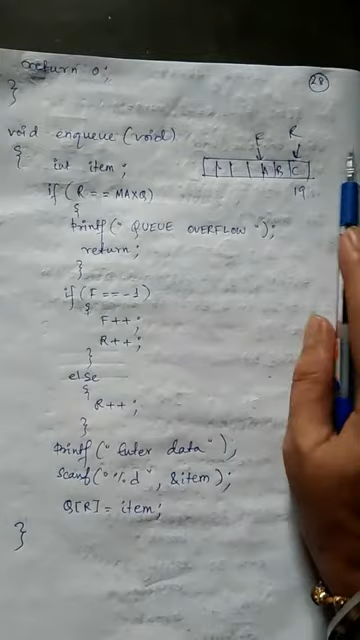 return 0;
}
28
void enqueue (void)
{
int item;
F R
A B C
19
if (R == MAXQ)
{
printf (" QUEUE OVERFLOW ");
return;
}
if (F == -1)
{
F++;
R++;
}
else
{
R++;
}
printf (" Enter data ");
scanf (" %d ", &item);
Q[R] = item;
}